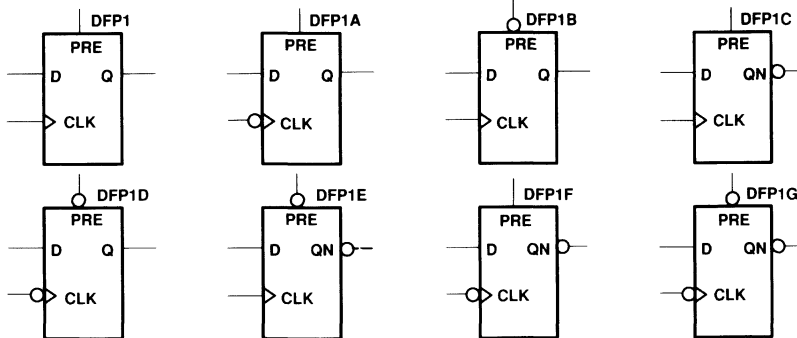 DFP1 DFP1A DFP1B DFP1C
PRE PRE PRE PRE
D Q D Q D Q D QN
CLK CLK CLK CLK
DFP1D DFP1E DFP1F DFP1G
PRE PRE PRE PRE
D Q D QN D QN D QN
CLK CLK CLK CLK